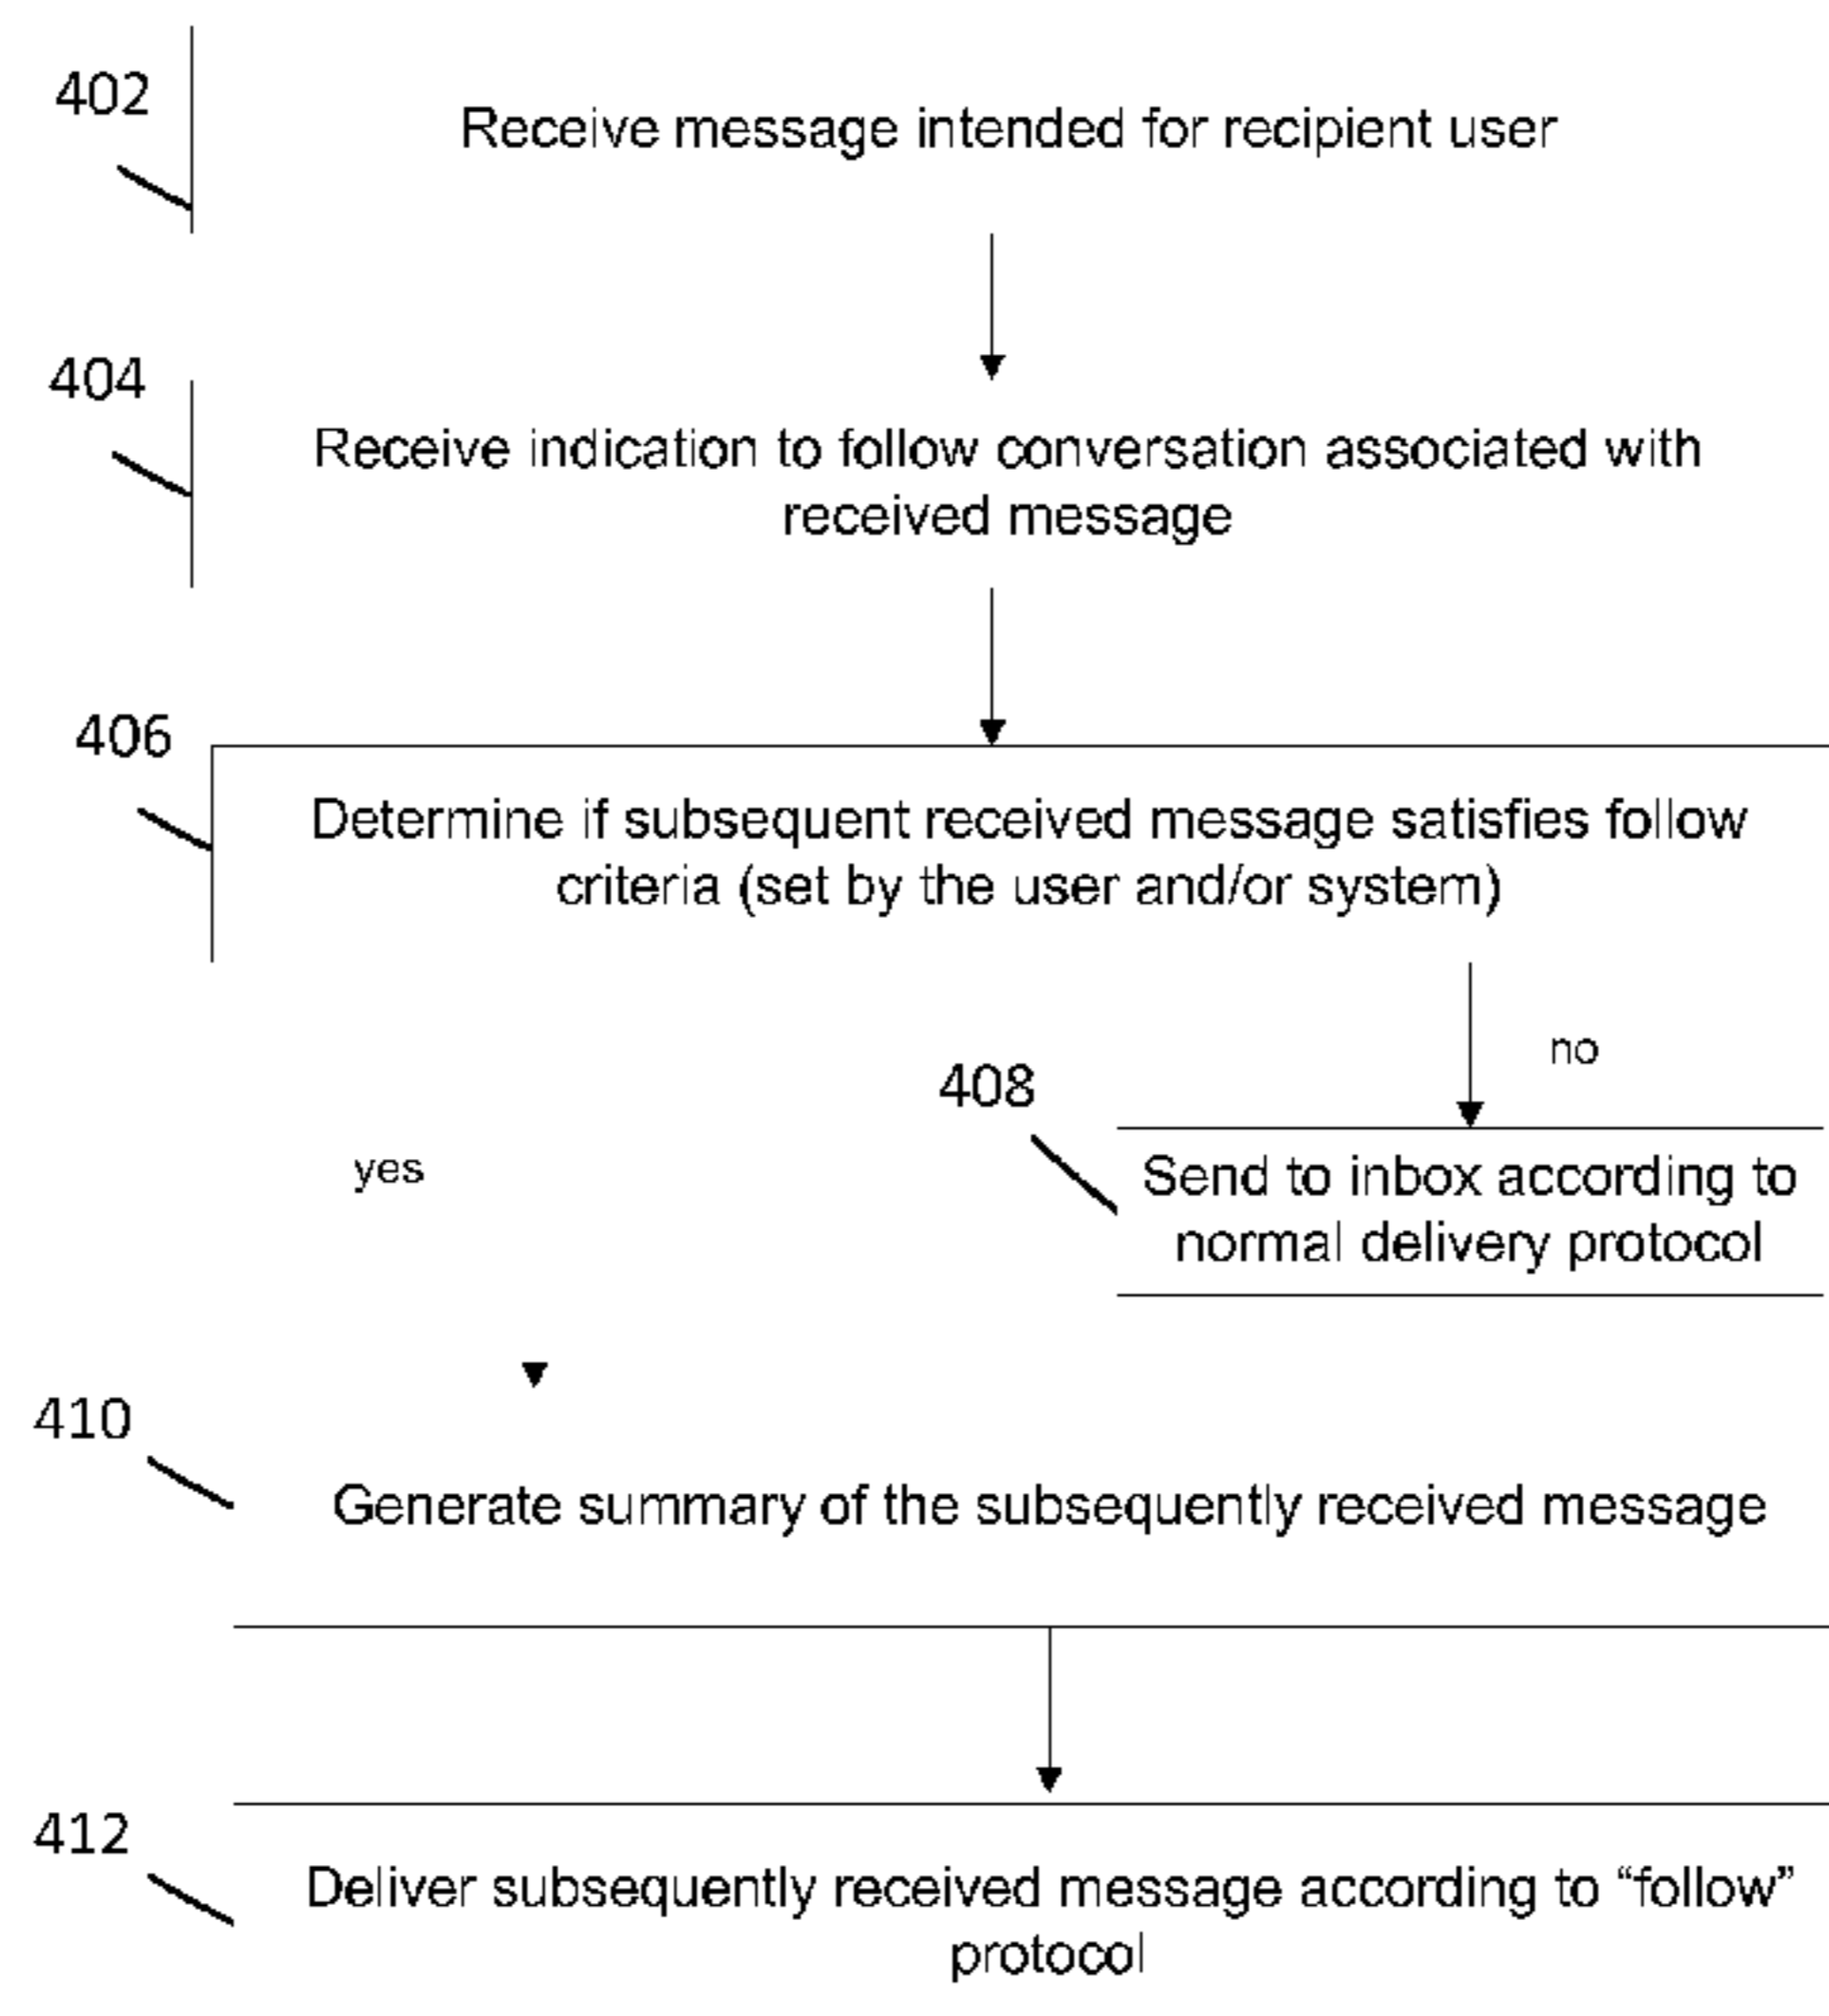 402
Receive message intended for recipient user
404
Receive indication to follow conversation associated with
received message
406
Determine if subsequent received message satisfies follow
criteria (set by the user and/or system)
no
408
yes
Send to inbox according to
normal delivery protocol
410
Generate summary of the subsequently received message
412
Deliver subsequently received message according to “follow”
protocol